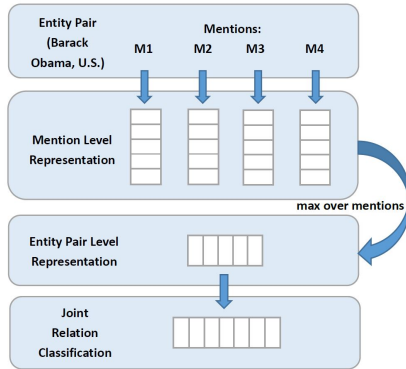 Entity Pair
(Barack
Obama, U.S.)
Mentions:
M1 M2 M3 M4
Mention Level
Representation
max over mentions
Entity Pair Level
Representation
Joint
Relation
Classification